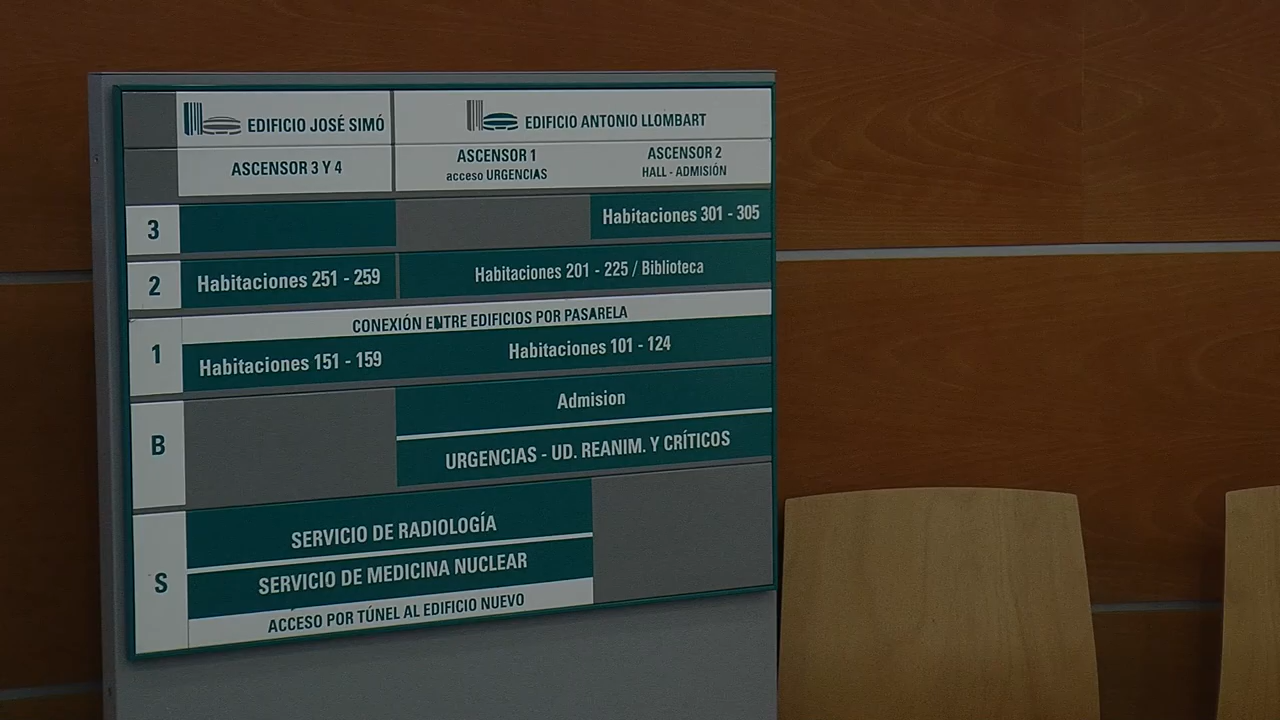 EDIFICIO JOSÉ SIMÓ
EDIFICIO ANTONIO LLOMBART
ASCENSOR 3 Y 4
ASCENSOR 1
acceso URGENCIAS
ASCENSOR 2
HALL - ADMISIÓN
3
Habitaciones 301 - 305
2
Habitaciones 251 - 259
Habitaciones 201 - 225 / Biblioteca
CONEXIÓN ENTRE EDIFICIOS POR PASARELA
1
Habitaciones 151 - 159
Habitaciones 101 - 124
B
Admision
URGENCIAS - UD. REANIM. Y CRÍTICOS
S
SERVICIO DE RADIOLOGÍA
SERVICIO DE MEDICINA NUCLEAR
ACCESO POR TÚNEL AL EDIFICIO NUEVO